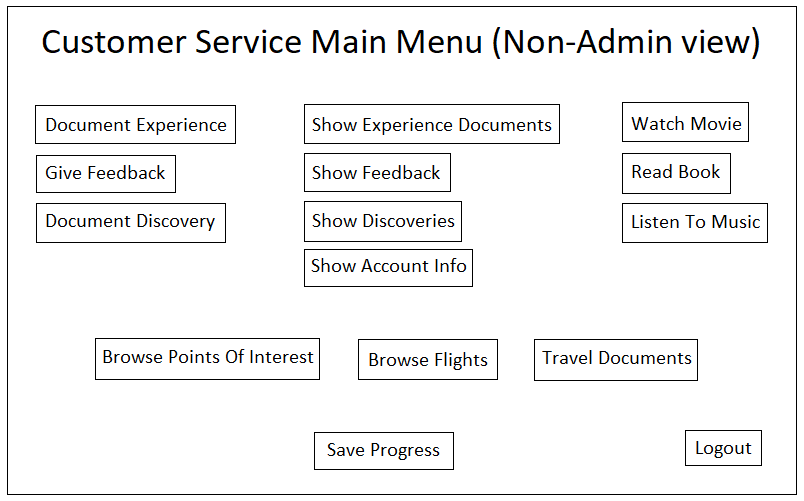 Customer Service Main Menu (Non-Admin view)
Document Experience
Show Experience Documents
Watch Movie
Give Feedback
Show Feedback
Read Book
Document Discovery
Show Discoveries
Listen To Music
Show Account Info
Browse Points Of Interest
Browse Flights
Travel Documents
Save Progress
Logout